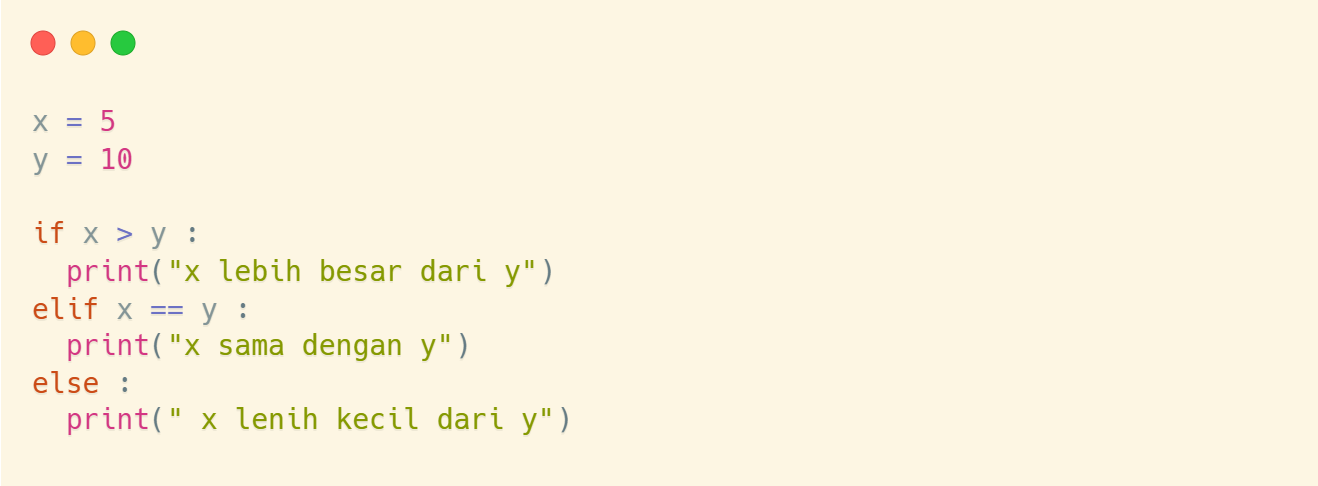 x = 5
y = 10

if x > y :
  print("x lebih besar dari y")
elif x == y :
  print("x sama dengan y")
else :
  print(" x lenih kecil dari y")